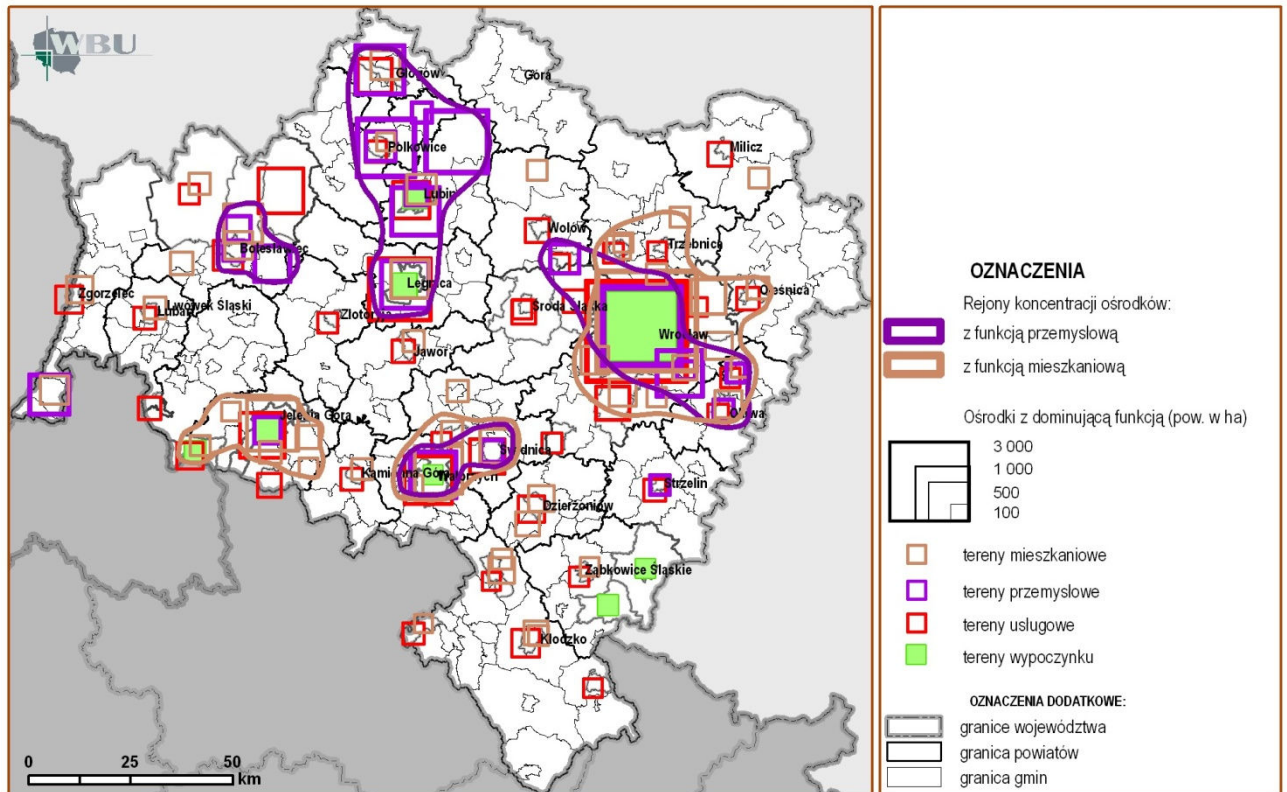 WBU
Głogów
Góra
Polkowice
Milicz
Lubin
Wołów
Trzebnica
Bolesławiec
Legnica
Oleśnica
Zgorzelec
Lwówek Śląski
Lubań
Złotoryja
Środa Śląska
Wrocław
Jawor
Jelenia Góra
Oława
Świdnica
Kamienna Góra
Wałbrzych
Strzelin
Dzierżoniów
Ząbkowice Śląskie
Kłodzko
0 25 50
km
OZNACZENIA
Rejony koncentracji ośrodków:
z funkcją przemysłową
z funkcją mieszkaniową
Ośrodki z dominującą funkcją (pow. w ha)
3 000
1 000
500
100
tereny mieszkaniowe
tereny przemysłowe
tereny usługowe
tereny wypoczynku
OZNACZENIA DODATKOWE:
granice województwa
granica powiatów
granica gmin